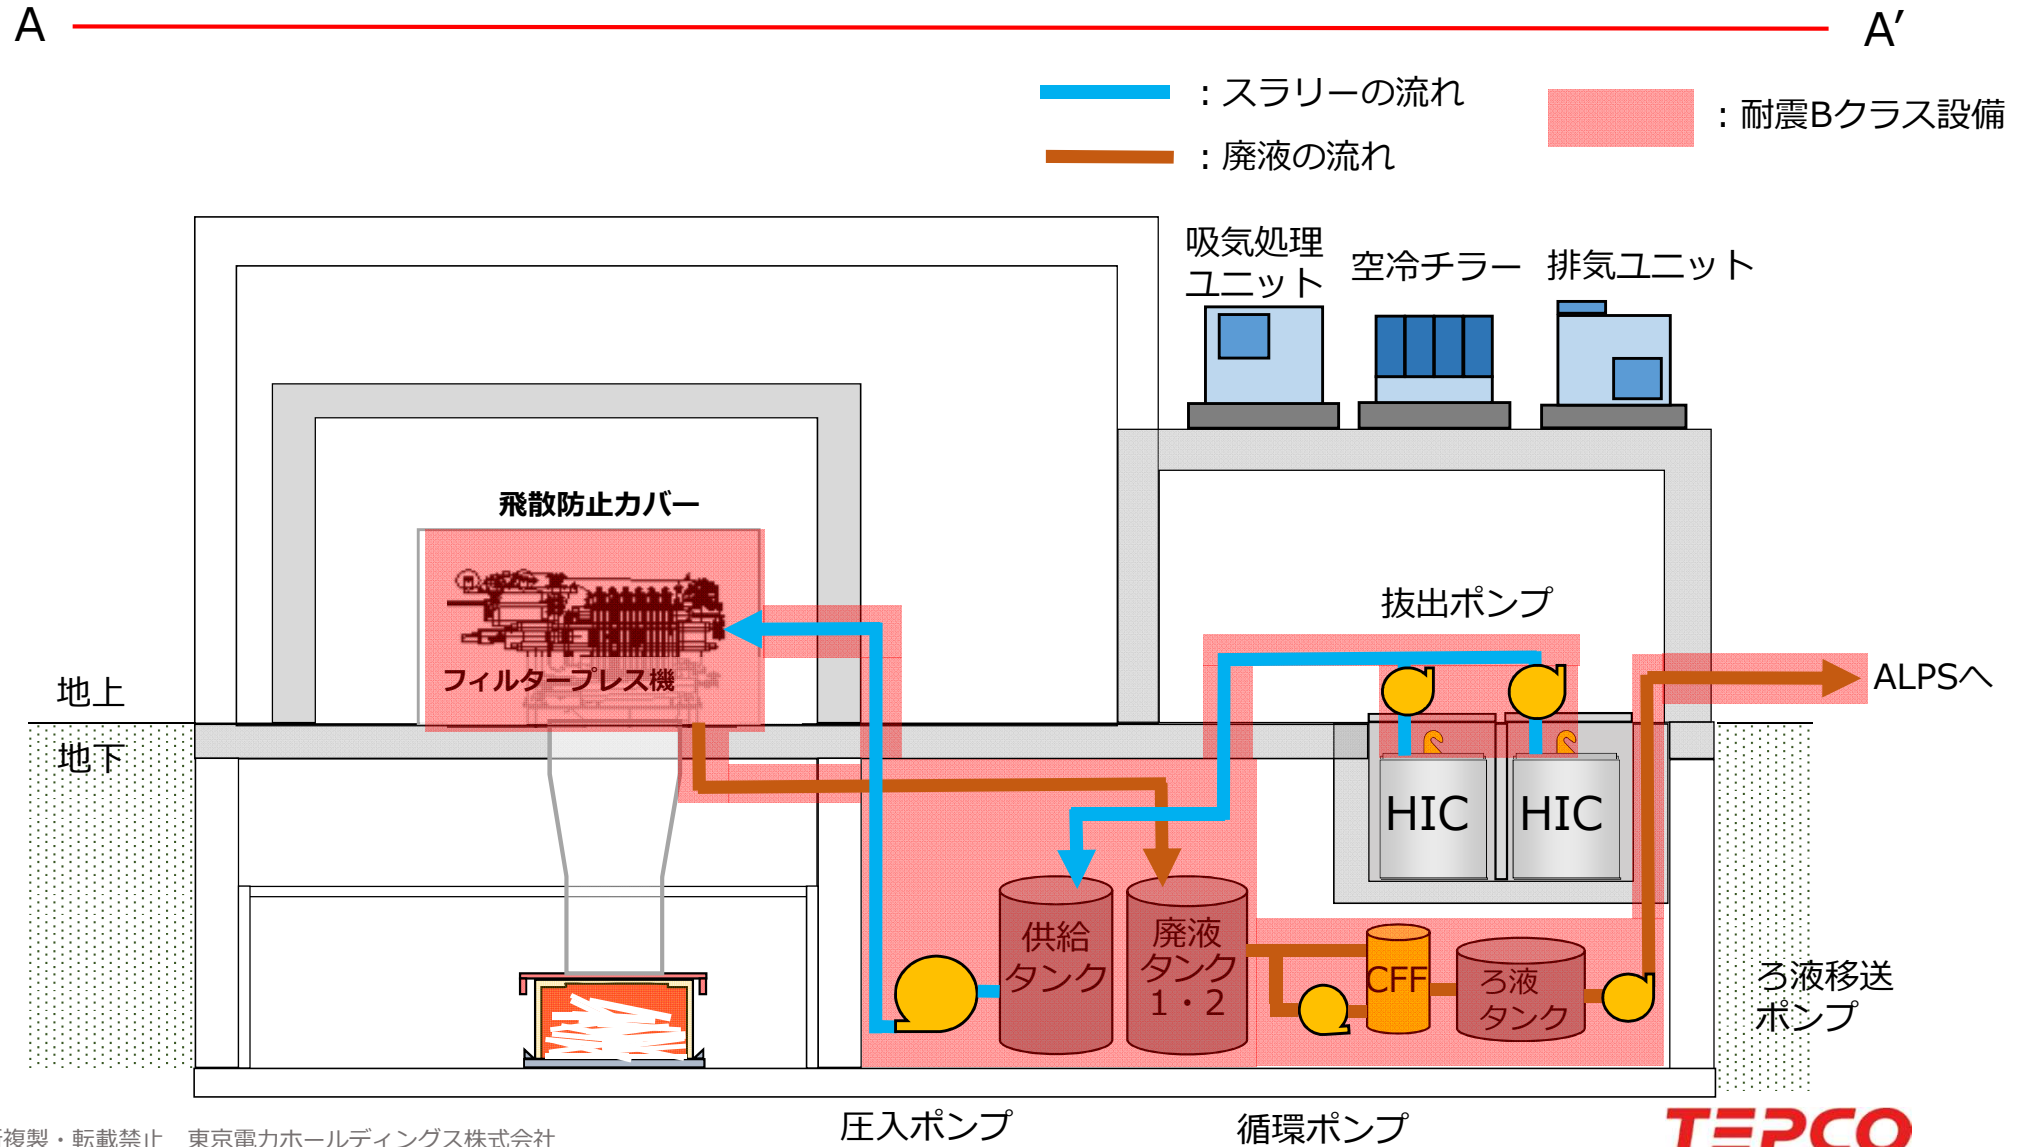 A
A′
：スラリーの流れ
：耐震Bクラス設備
：廃液の流れ
吸気処理
ユニット
空冷チラー
排気ユニット
飛散防止カバー
抜出ポンプ
フィルタープレス機
地上
地下
ALPSへ
HIC
HIC
供給
タンク
廃液
タンク
1・2
CFF
ろ液
タンク
ろ液移送
ポンプ
圧入ポンプ
循環ポンプ
複製・転載禁止　東京電力ホールディングス株式会社
TEPCO